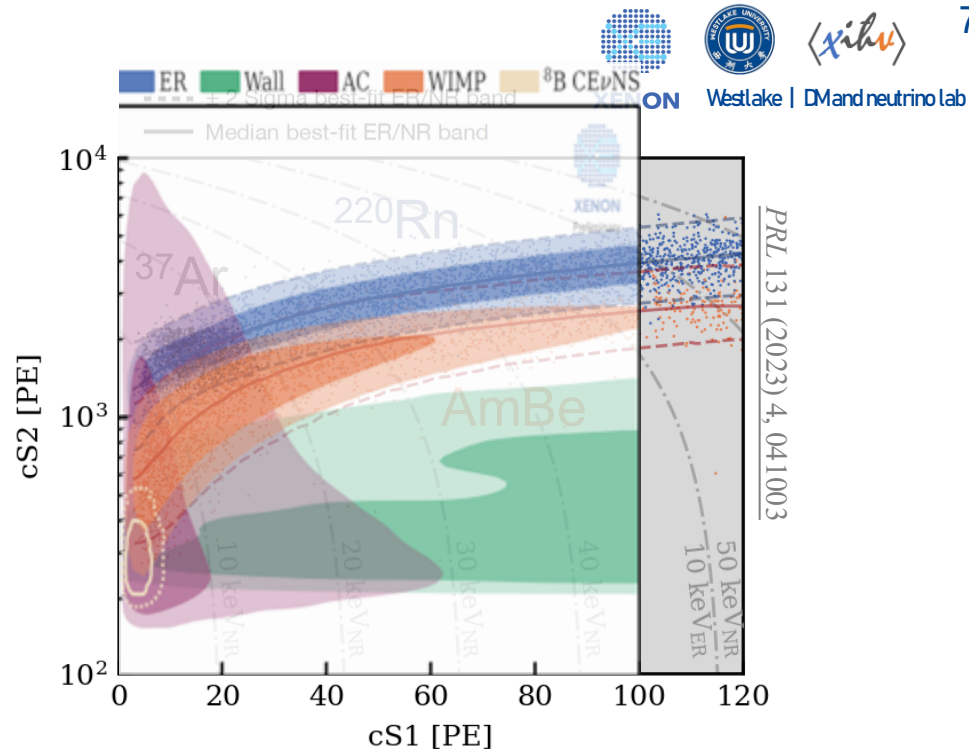 7
⟨xihν⟩
XENON
Westlake | DM and neutrino lab
WESTLAKE UNIVERSITY
ER Wall AC WIMP ⁸B CEνNS
± 2 Sigma best-fit ER/NR band
Median best-fit ER/NR band
XENON
²²⁰Rn
³⁷Ar
AmBe
10⁴
10³
10²
cS2 [PE]
10 keV_NR
20 keV_NR
30 keV_NR
40 keV_NR
10 keV_ER
50 keV_NR
0 20 40 60 80 100 120
cS1 [PE]
PRL 131 (2023) 4, 041003